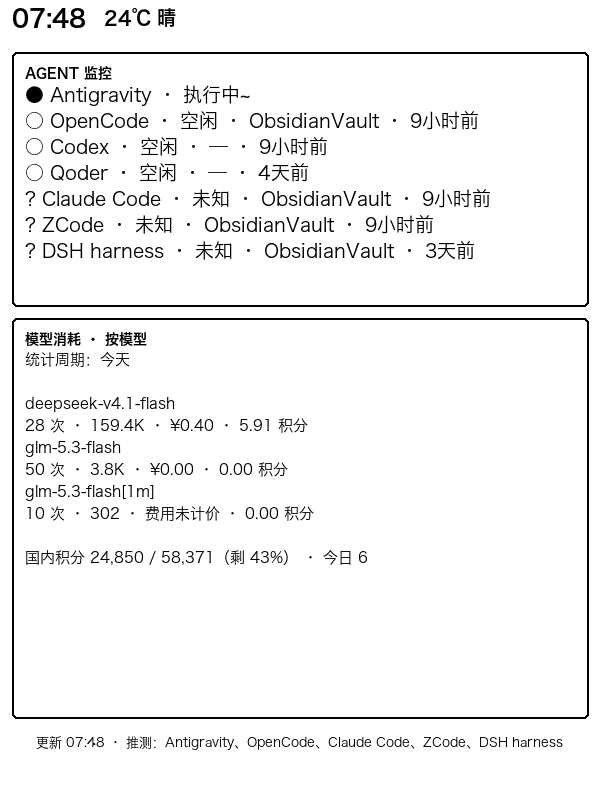 07:48 24℃ 晴
AGENT 监控
● Antigravity · 执行中~
○ OpenCode · 空闲 · ObsidianVault · 9小时前
○ Codex · 空闲 · — · 9小时前
○ Qoder · 空闲 · — · 4天前
? Claude Code · 未知 · ObsidianVault · 9小时前
? ZCode · 未知 · ObsidianVault · 9小时前
? DSH harness · 未知 · ObsidianVault · 3天前
模型消耗 · 按模型
统计周期：今天
deepseek-v4.1-flash
28 次 · 159.4K · ¥0.40 · 5.91 积分
glm-5.3-flash
50 次 · 3.8K · ¥0.00 · 0.00 积分
glm-5.3-flash[1m]
10 次 · 302 · 费用未计价 · 0.00 积分
国内积分 24,850 / 58,371（剩 43%） · 今日 6
更新 07:48 · 推测：Antigravity、OpenCode、Claude Code、ZCode、DSH harness